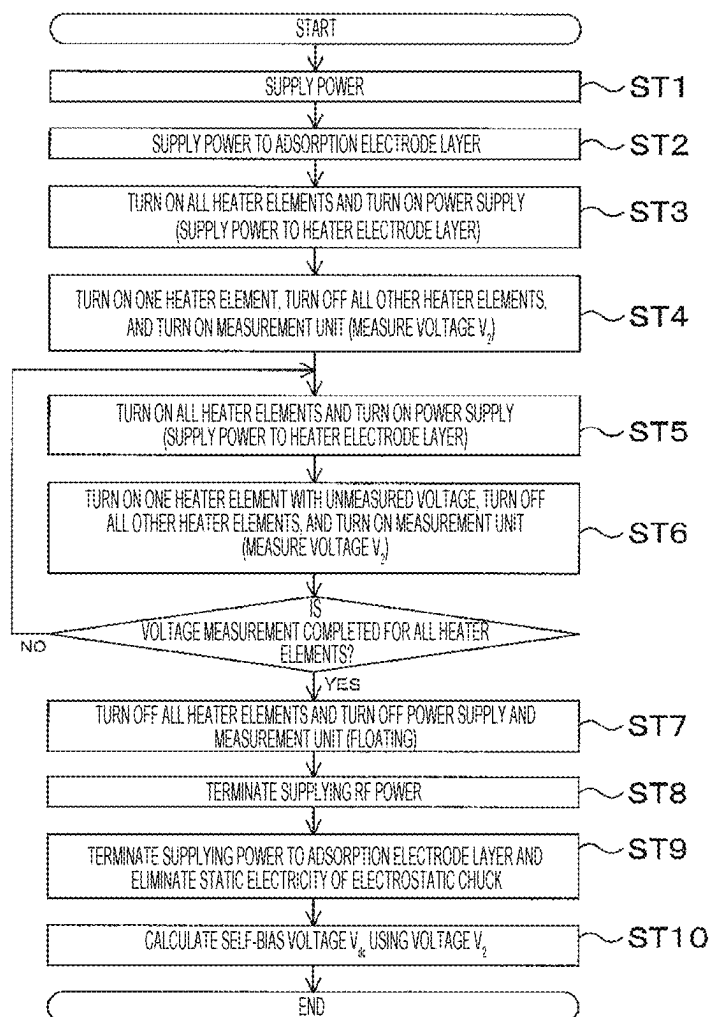 START
SUPPLY POWER
ST1
SUPPLY POWER TO ADSORPTION ELECTRODE LAYER
ST2
TURN ON ALL HEATER ELEMENTS AND TURN ON POWER SUPPLY
(SUPPLY POWER TO HEATER ELECTRODE LAYER)
ST3
TURN ON ONE HEATER ELEMENT, TURN OFF ALL OTHER HEATER ELEMENTS,
AND TURN ON MEASUREMENT UNIT (MEASURE VOLTAGE V₂)
ST4
TURN ON ALL HEATER ELEMENTS AND TURN ON POWER SUPPLY
(SUPPLY POWER TO HEATER ELECTRODE LAYER)
ST5
TURN ON ONE HEATER ELEMENT WITH UNMEASURED VOLTAGE, TURN OFF
ALL OTHER HEATER ELEMENTS, AND TURN ON MEASUREMENT UNIT
(MEASURE VOLTAGE V₂)
ST6
IS
VOLTAGE MEASUREMENT COMPLETED FOR ALL HEATER
ELEMENTS?
NO
YES
TURN OFF ALL HEATER ELEMENTS AND TURN OFF POWER SUPPLY AND
MEASUREMENT UNIT (FLOATING)
ST7
TERMINATE SUPPLYING RF POWER
ST8
TERMINATE SUPPLYING POWER TO ADSORPTION ELECTRODE LAYER AND
ELIMINATE STATIC ELECTRICITY OF ELECTROSTATIC CHUCK
ST9
CALCULATE SELF-BIAS VOLTAGE V_dc USING VOLTAGE V₂
ST10
END